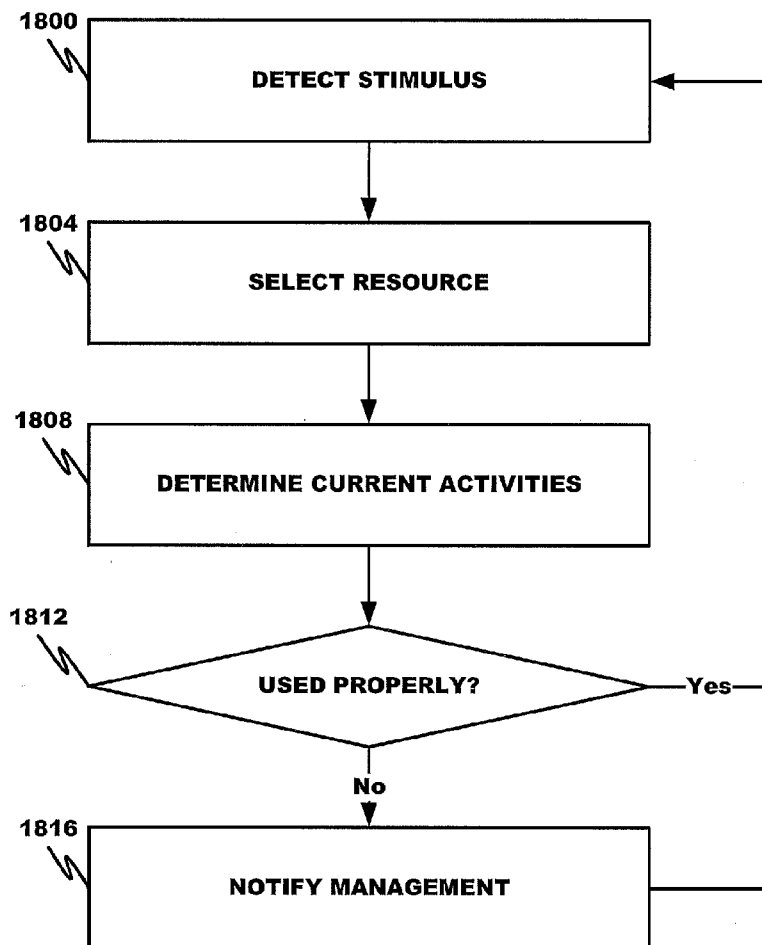 1800
DETECT STIMULUS
1804
SELECT RESOURCE
1808
DETERMINE CURRENT ACTIVITIES
1812
USED PROPERLY?
Yes
No
1816
NOTIFY MANAGEMENT